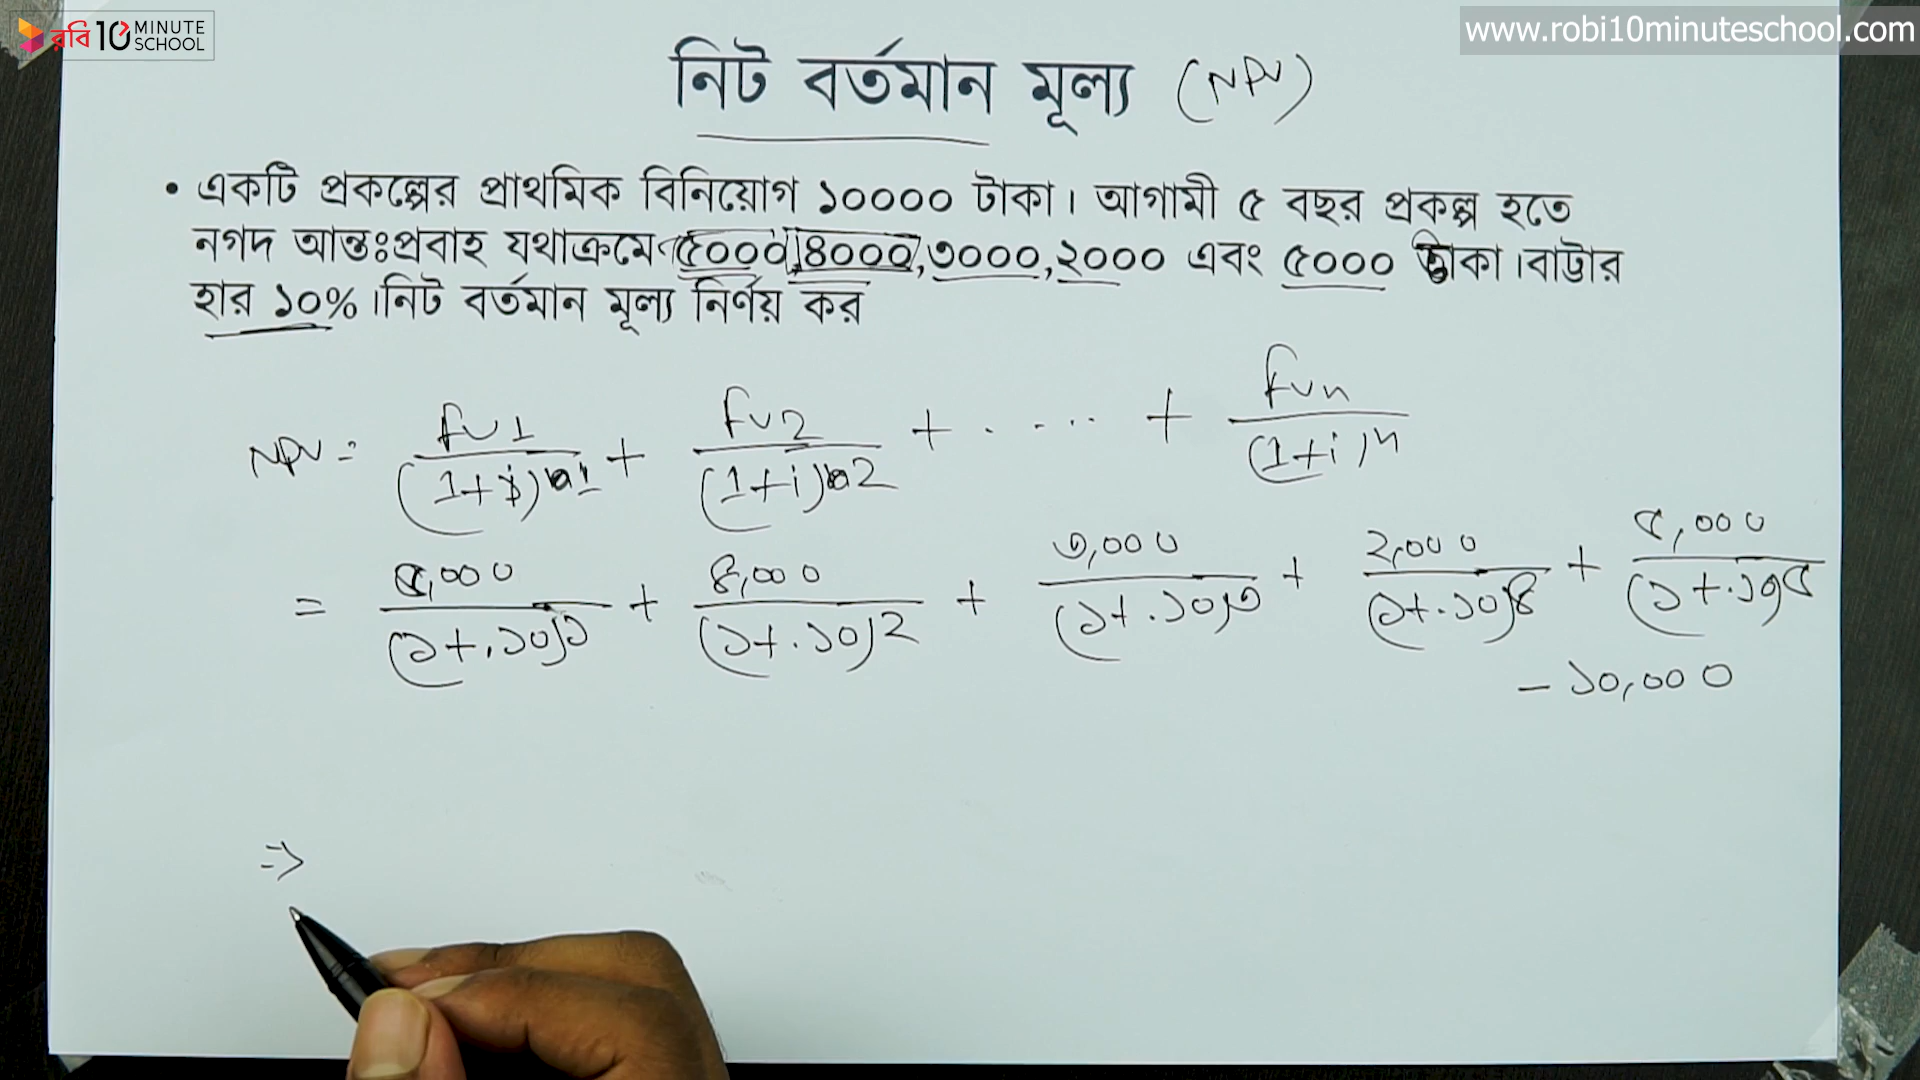 রবি 10 MINUTE SCHOOL
www.robi10minuteschool.com
নিট বর্তমান মূল্য (NPV)
• একটি প্রকল্পের প্রাথমিক বিনিয়োগ ১০০০০ টাকা। আগামী ৫ বছর প্রকল্প হতে
নগদ আন্তঃপ্রবাহ যথাক্রমে ৫০০০,৪০০০,৩০০০,২০০০ এবং ৫০০০ টাকা।বাট্টার
হার ১০%।নিট বর্তমান মূল্য নির্ণয় কর
NPV = FV1/(1+i)^1 + FV2/(1+i)^2 + ..... + FVn/(1+i)^n
= ৫,০০০/(১+.১০)^১ + ৪,০০০/(১+.১০)^২ + ৩,০০০/(১+.১০)^৩ + ২,০০০/(১+.১০)^৪ + ৫,০০০/(১+.১০)^৫
– ১০,০০০
=>